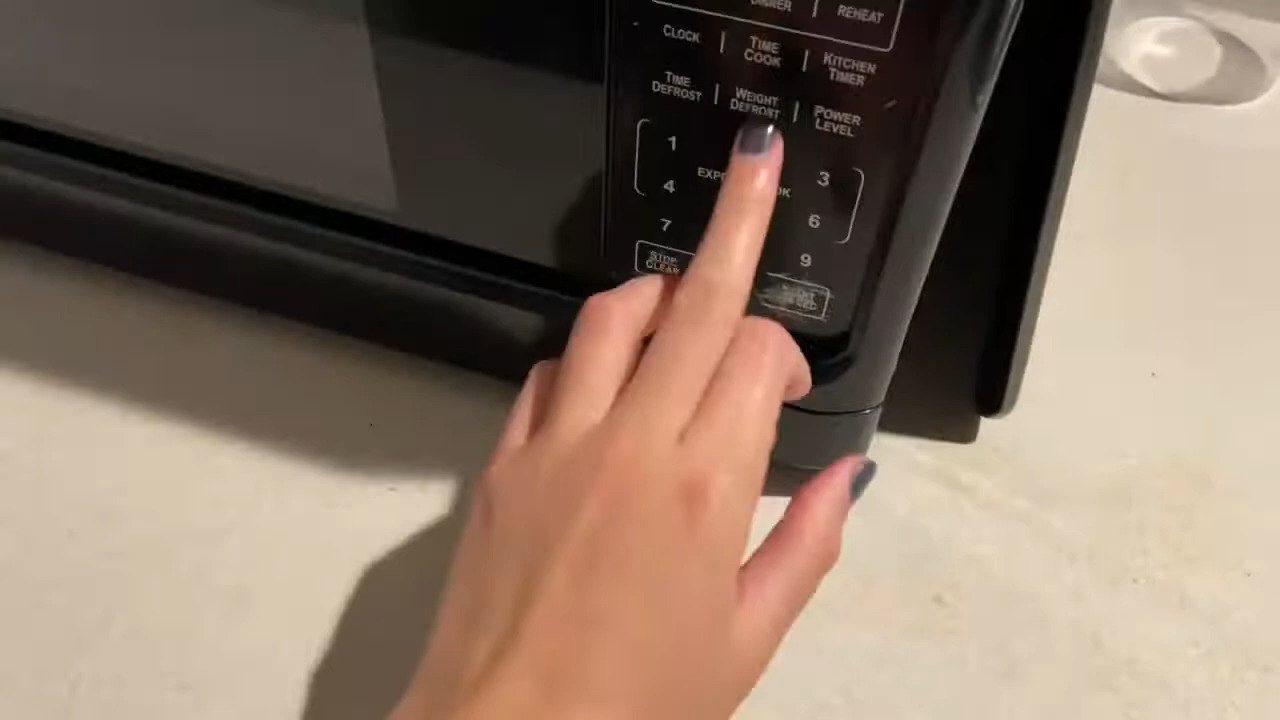 DINNER
REHEAT
CLOCK
TIME COOK
KITCHEN TIMER
TIME DEFROST
WEIGHT DEFROST
POWER LEVEL
1
3
4
6
7
9
STOP
CLEAR